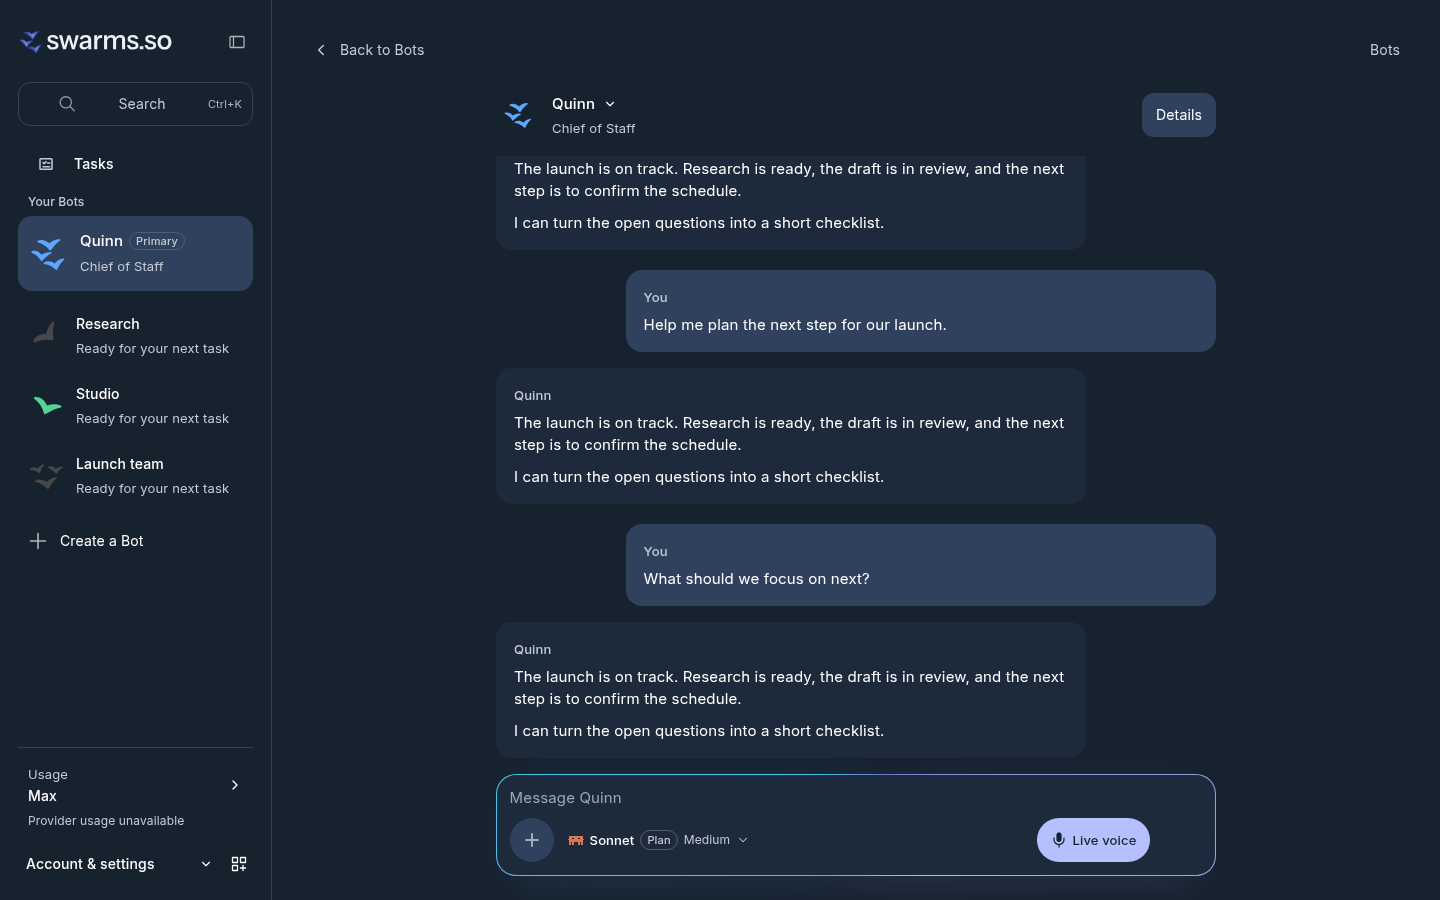 swarms.so
Search Ctrl+K
Tasks
Your Bots
Quinn Primary
Chief of Staff
Research
Ready for your next task
Studio
Ready for your next task
Launch team
Ready for your next task
Create a Bot
Usage
Max
Provider usage unavailable
Account & settings
Back to Bots
Bots
Quinn
Chief of Staff
Details
The launch is on track. Research is ready, the draft is in review, and the next
step is to confirm the schedule.
I can turn the open questions into a short checklist.
You
Help me plan the next step for our launch.
Quinn
The launch is on track. Research is ready, the draft is in review, and the next
step is to confirm the schedule.
I can turn the open questions into a short checklist.
You
What should we focus on next?
Quinn
The launch is on track. Research is ready, the draft is in review, and the next
step is to confirm the schedule.
I can turn the open questions into a short checklist.
Message Quinn
Sonnet Plan Medium
Live voice